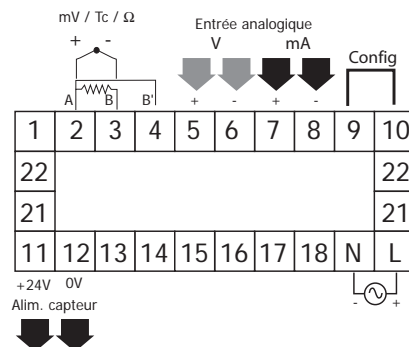 mV / Tc / Ω
+ -
A B B'
Entrée analogique
V mA
+ - + -
Config
1 2 3 4 5 6 7 8 9 10
22 22
21 21
11 12 13 14 15 16 17 18 N L
+24V 0V
- +
Alim. capteur